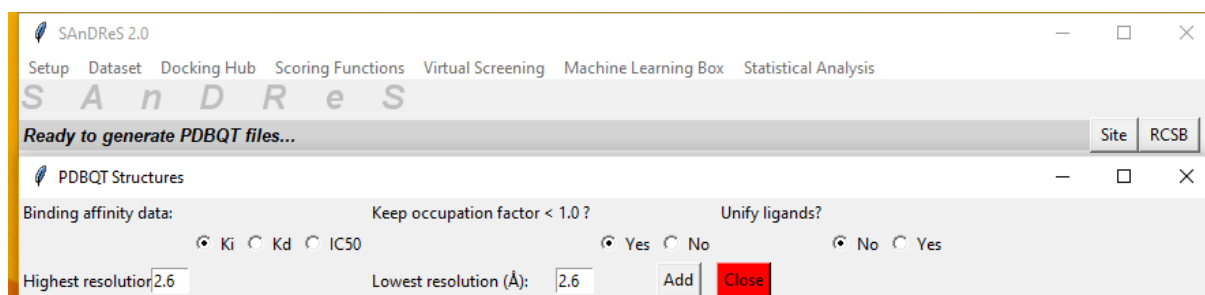 SAnDReS 2.0
Setup Dataset Docking Hub Scoring Functions Virtual Screening Machine Learning Box Statistical Analysis
S A n D R e S
Ready to generate PDBQT files... Site RCSB
PDBQT Structures
Binding affinity data: Keep occupation factor < 1.0 ? Unify ligands?
Ki Kd IC50 Yes No No Yes
Highest resolution 2.6 Lowest resolution (Å): 2.6 Add Close